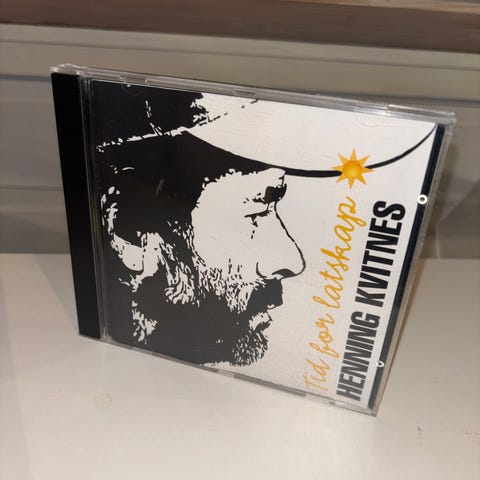 Tid for latskap
HENNING KVITNES